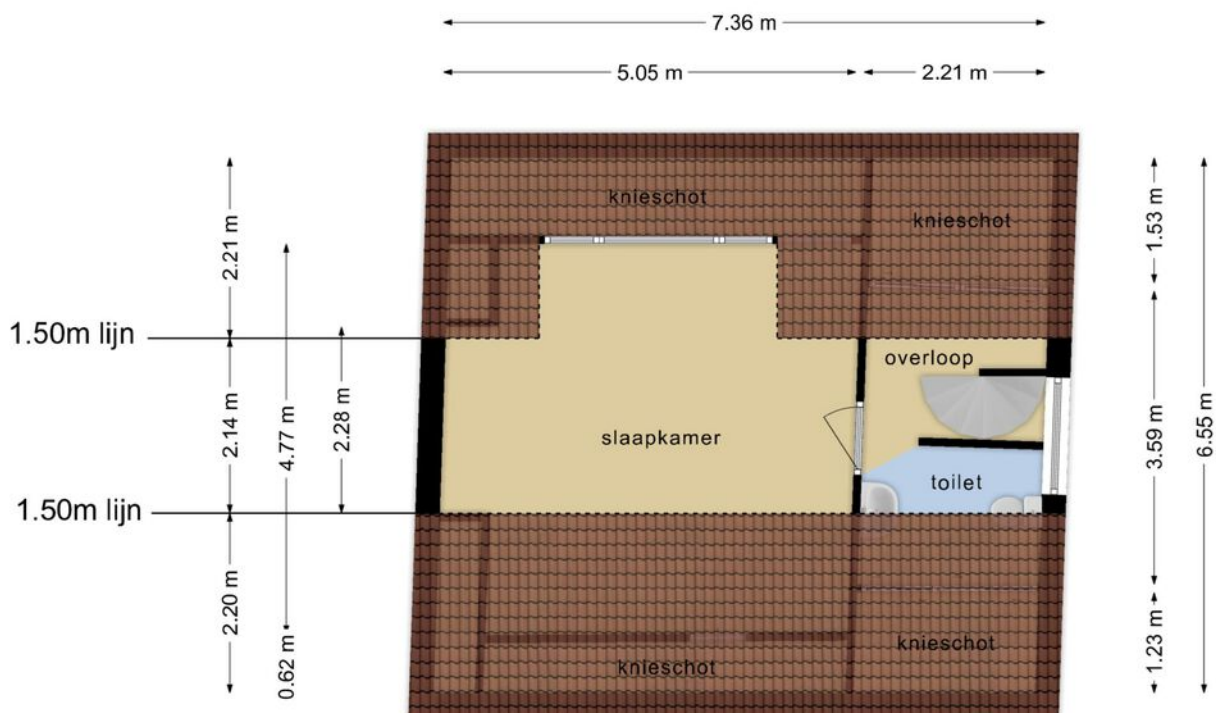 7.36 m
5.05 m
2.21 m
knieschot
knieschot
2.21 m
1.53 m
1.50m lijn
overloop
2.14 m
4.77 m
2.28 m
slaapkamer
3.59 m
6.55 m
toilet
1.50m lijn
2.20 m
0.62 m
knieschot
knieschot
1.23 m